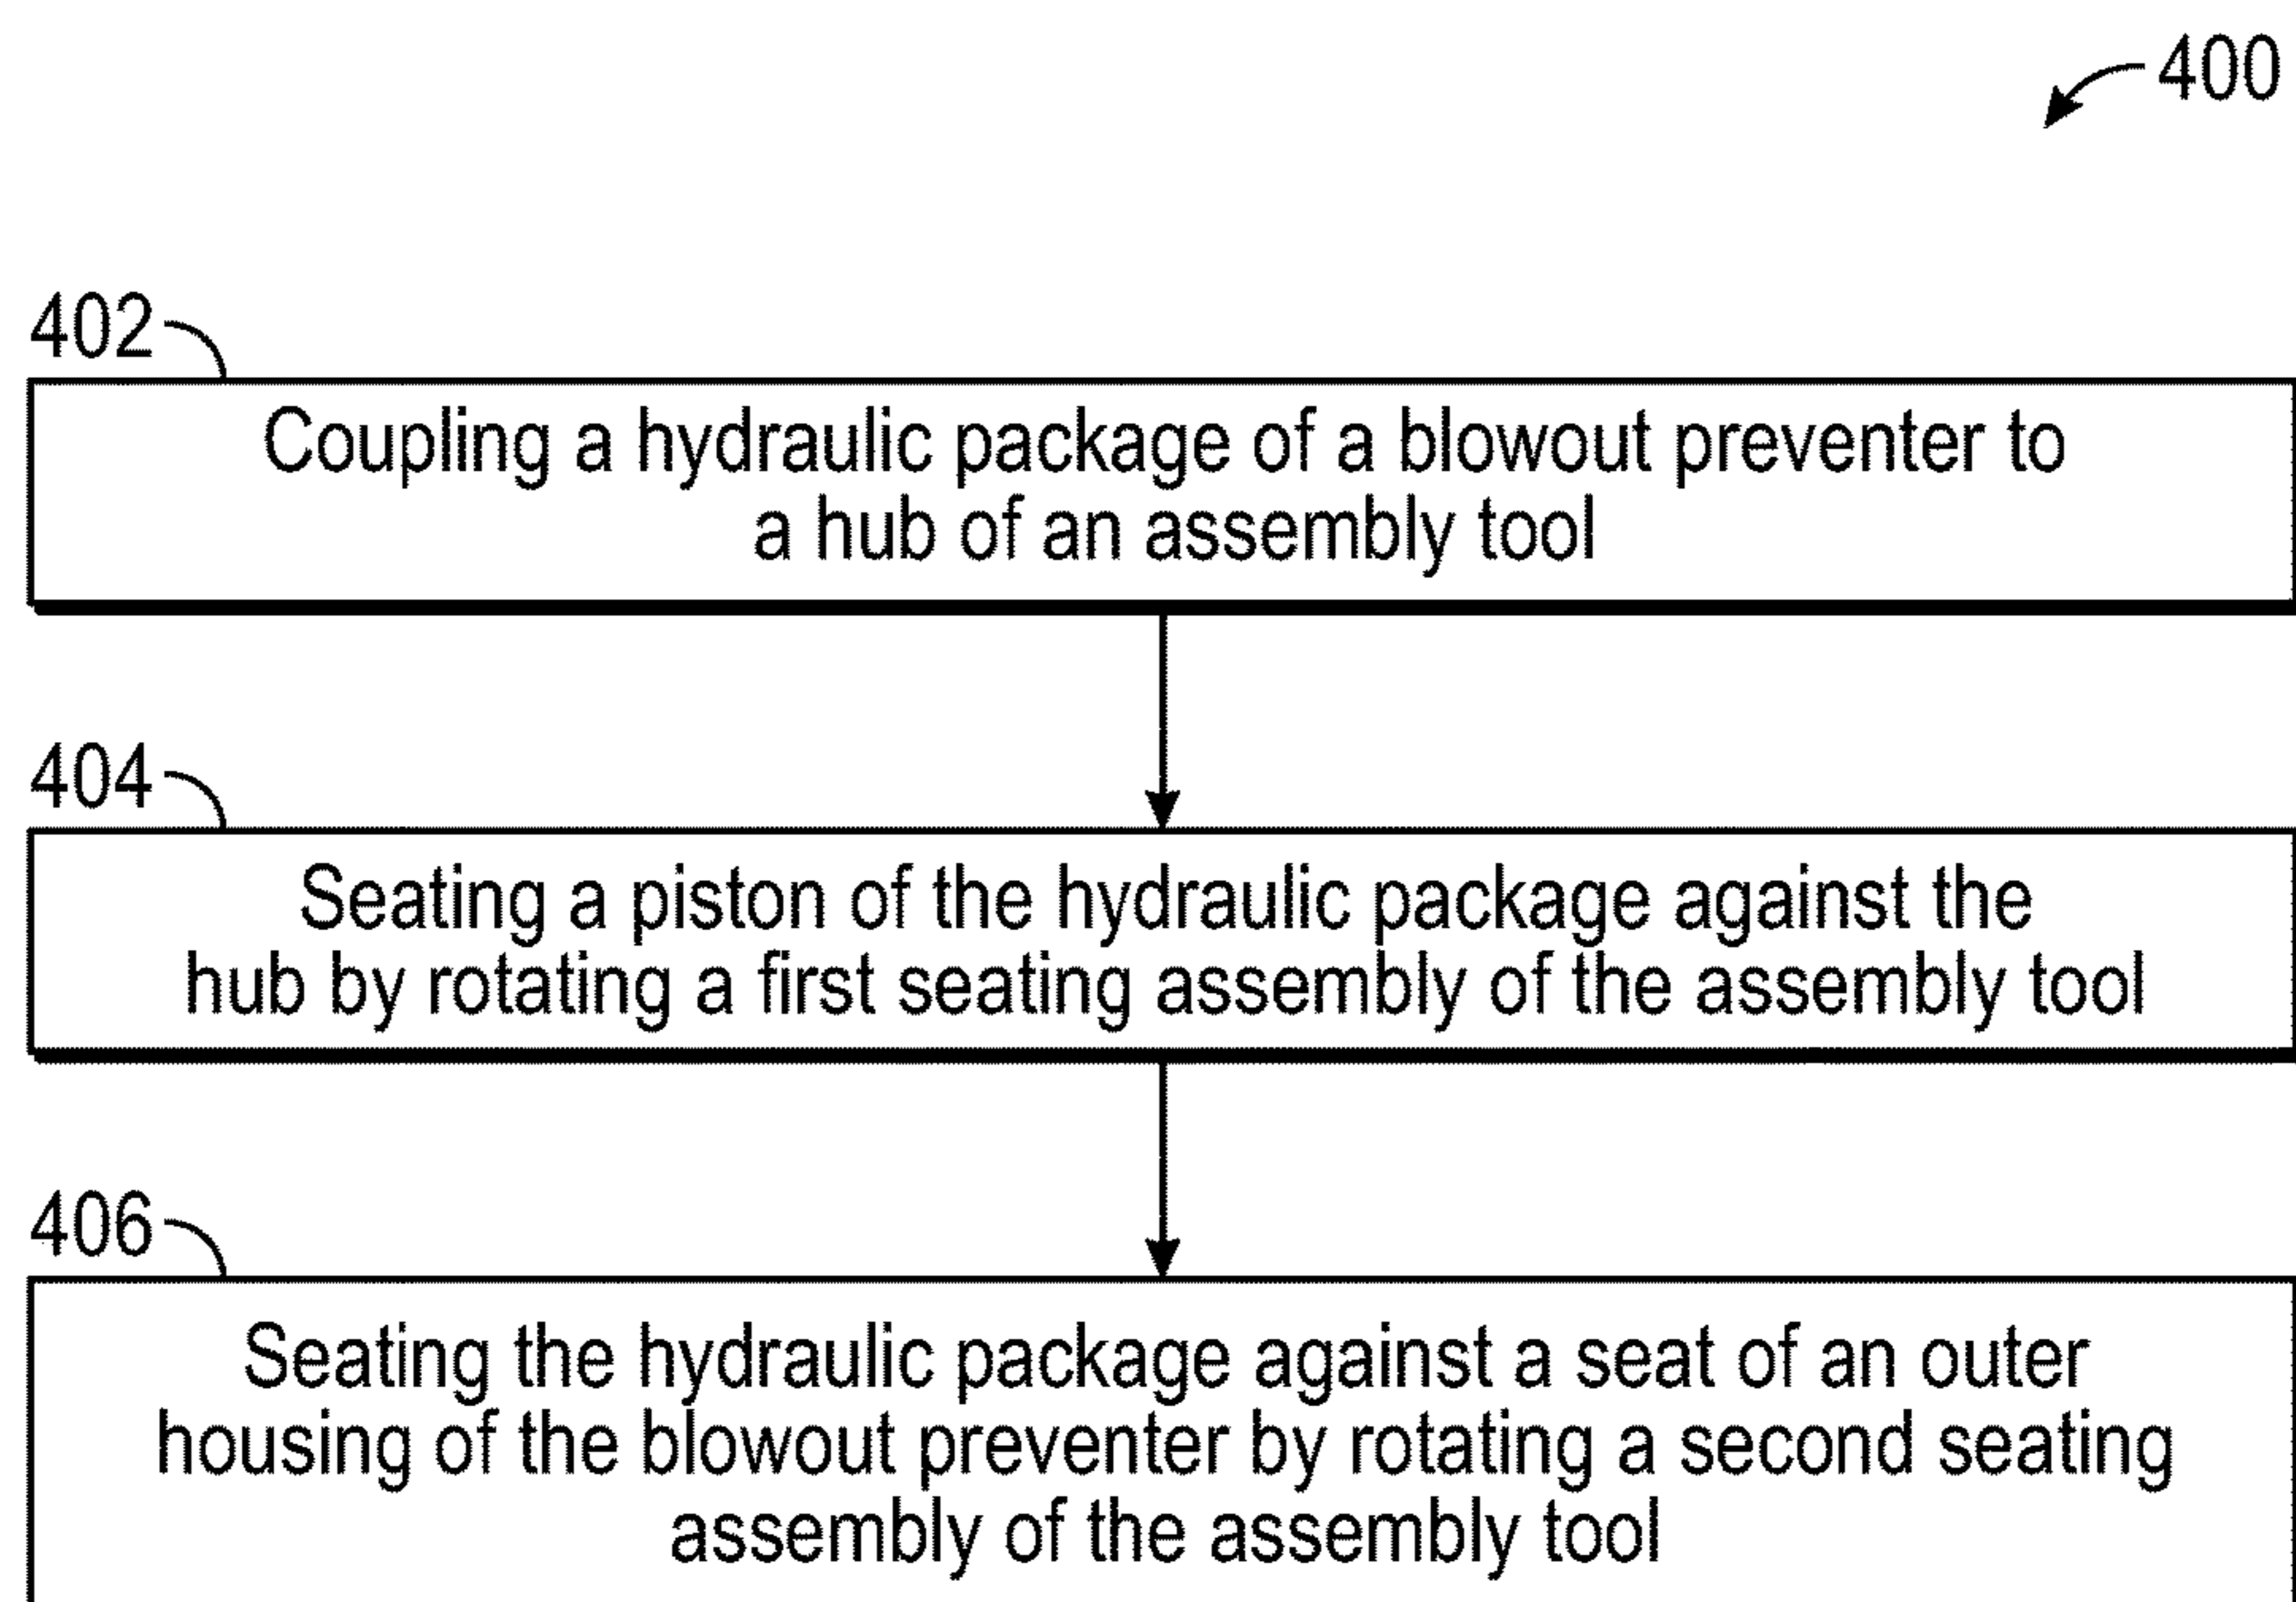 400
402
Coupling a hydraulic package of a blowout preventer to
a hub of an assembly tool
404
Seating a piston of the hydraulic package against the
hub by rotating a first seating assembly of the assembly tool
406
Seating the hydraulic package against a seat of an outer
housing of the blowout preventer by rotating a second seating
assembly of the assembly tool